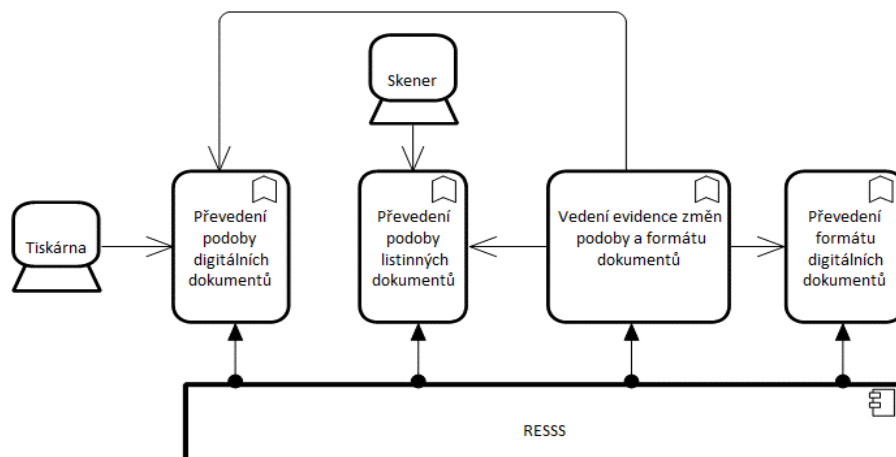 Skener
Tiskárna
Převedení
podoby
digitálních
dokumentů
Převedení
podoby
listinných
dokumentů
Vedení evidence změn
podoby a formátu
dokumentů
Převedení
formátu
digitálních
dokumentů
RESSS